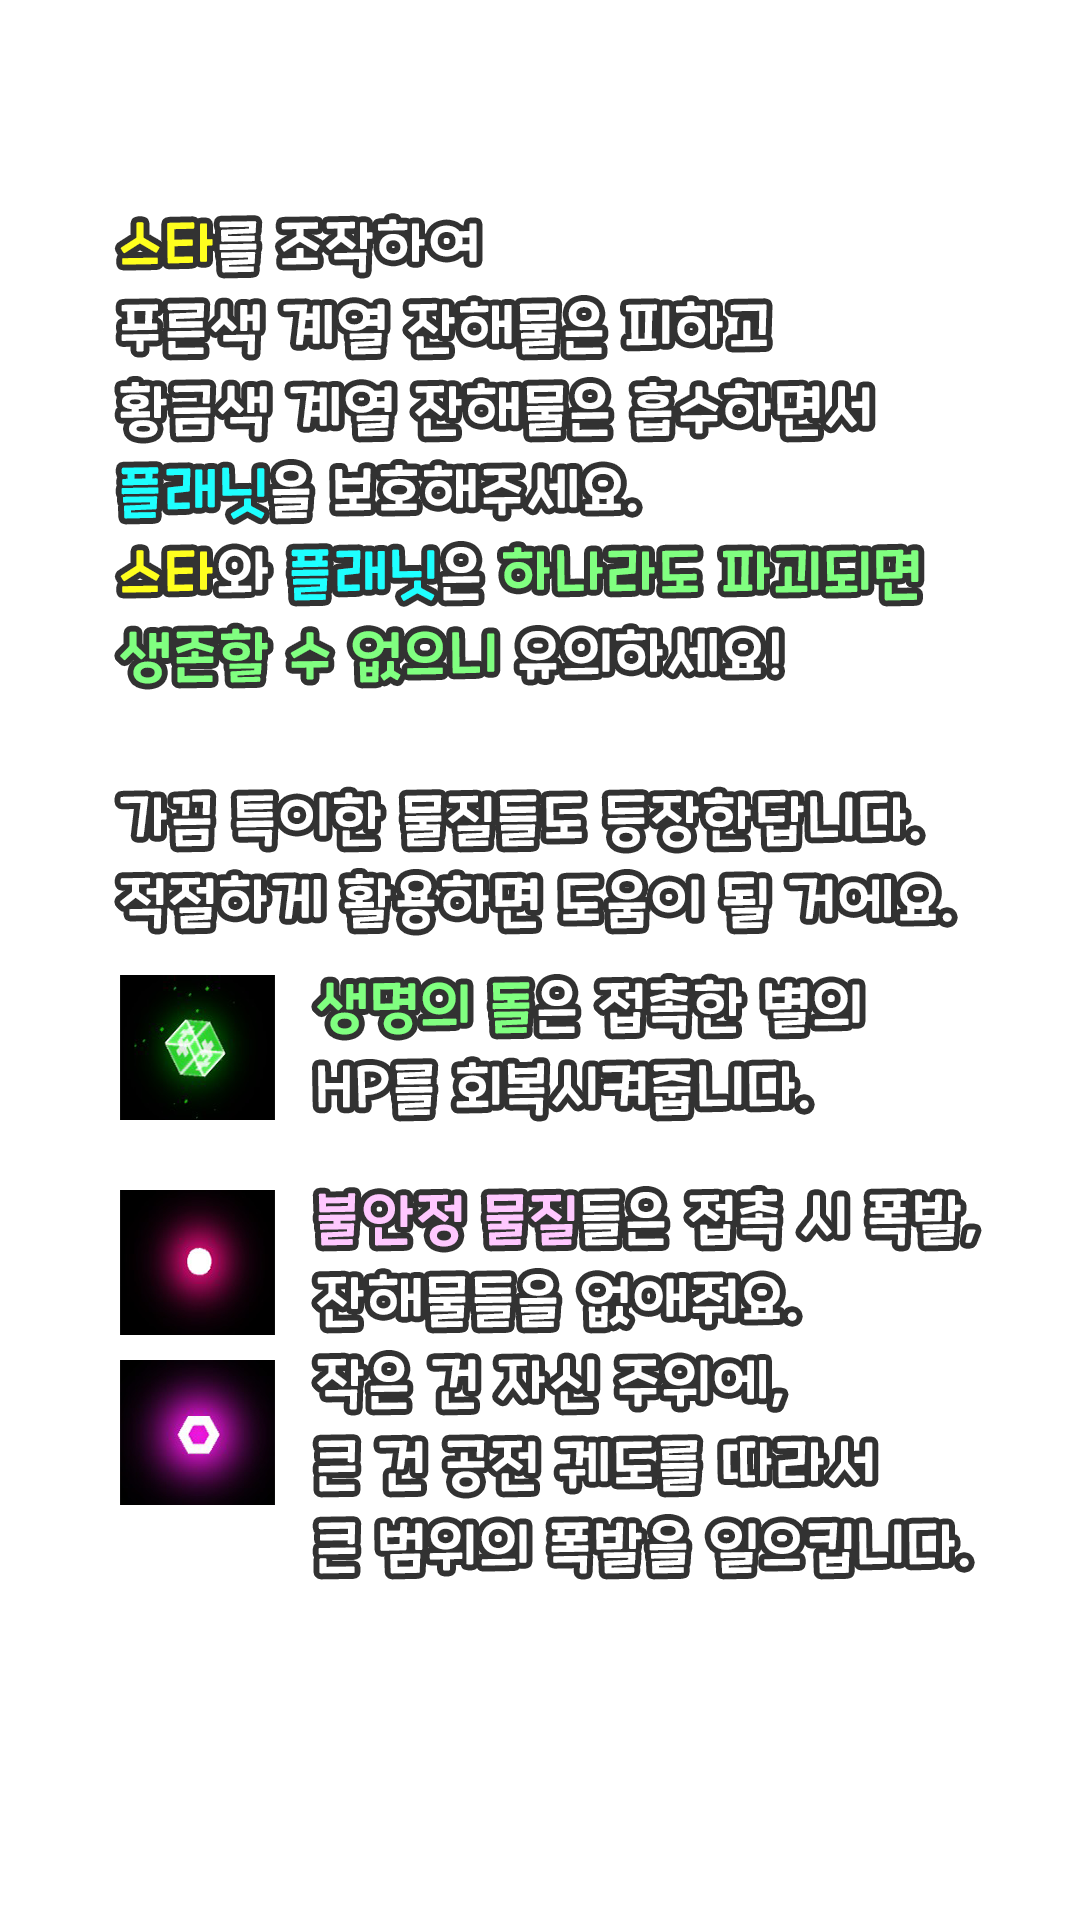 스타를 조작하여
푸른색 계열 잔해물은 피하고
황금색 계열 잔해물은 흡수하면서
플래닛을 보호해주세요.
스타와 플래닛은 하나라도 파괴되면
생존할 수 없으니 유의하세요!
가끔 특이한 물질들도 등장한답니다.
적절하게 활용하면 도움이 될 거에요.
생명의 돌은 접촉한 별의
HP를 회복시켜줍니다.
불안정 물질들은 접촉 시 폭발,
잔해물들을 없애줘요.
작은 건 자신 주위에,
큰 건 공전 궤도를 따라서
큰 범위의 폭발을 일으킵니다.